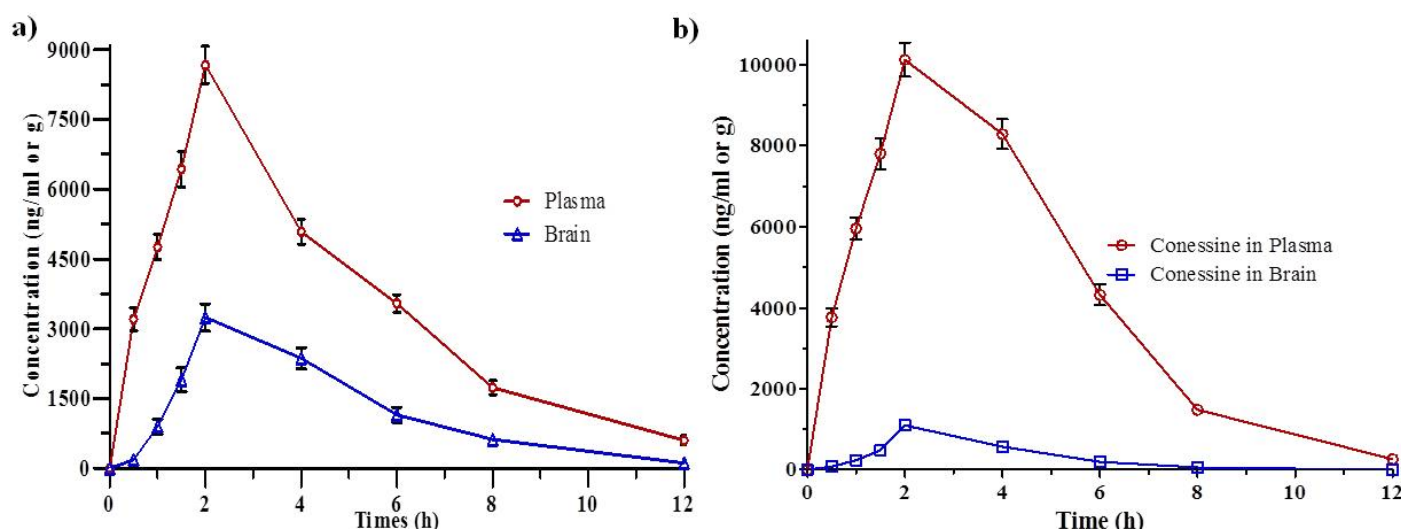 a)
Concentration (ng/ml or g)
9000
7500
6000
4500
3000
1500
0
0 2 4 6 8 10 12
Times (h)
Plasma
Brain
b)
Concentration (ng/ml or g)
10000
8000
6000
4000
2000
0
0 2 4 6 8 10 12
Time (h)
Conessine in Plasma
Conessine in Brain